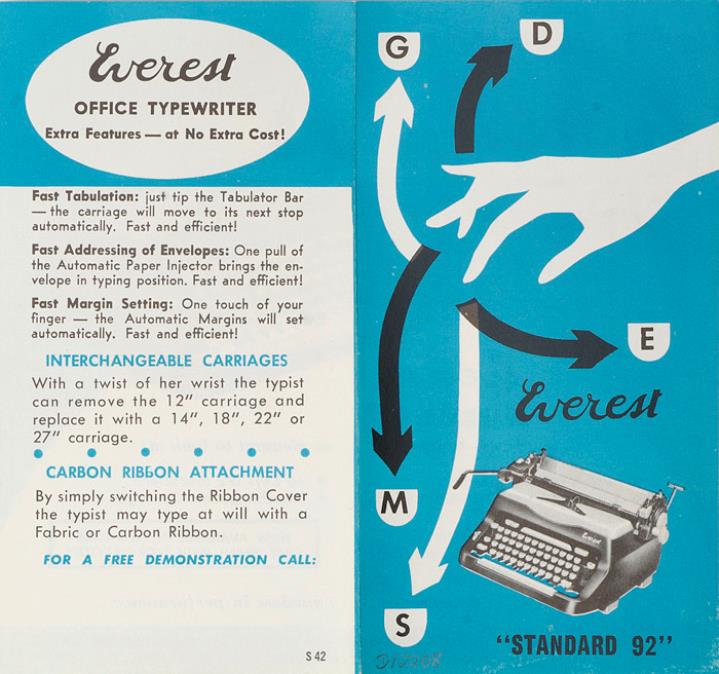 Everest
OFFICE TYPEWRITER
Extra Features — at No Extra Cost!
Fast Tabulation: just tip the Tabulator Bar
— the carriage will move to its next stop
automatically. Fast and efficient!
Fast Addressing of Envelopes: One pull of
the Automatic Paper Injector brings the en-
velope in typing position. Fast and efficient!
Fast Margin Setting: One touch of your
finger — the Automatic Margins will set
automatically. Fast and efficient!
INTERCHANGEABLE CARRIAGES
With a twist of her wrist the typist
can remove the 12″ carriage and
replace it with a 14″, 18″, 22″ or
27″ carriage.
CARBON RIBBON ATTACHMENT
By simply switching the Ribbon Cover
the typist may type at will with a
Fabric or Carbon Ribbon.
FOR A FREE DEMONSTRATION CALL:
S 42
G
D
E
Everest
M
Everest
S
"STANDARD 92"